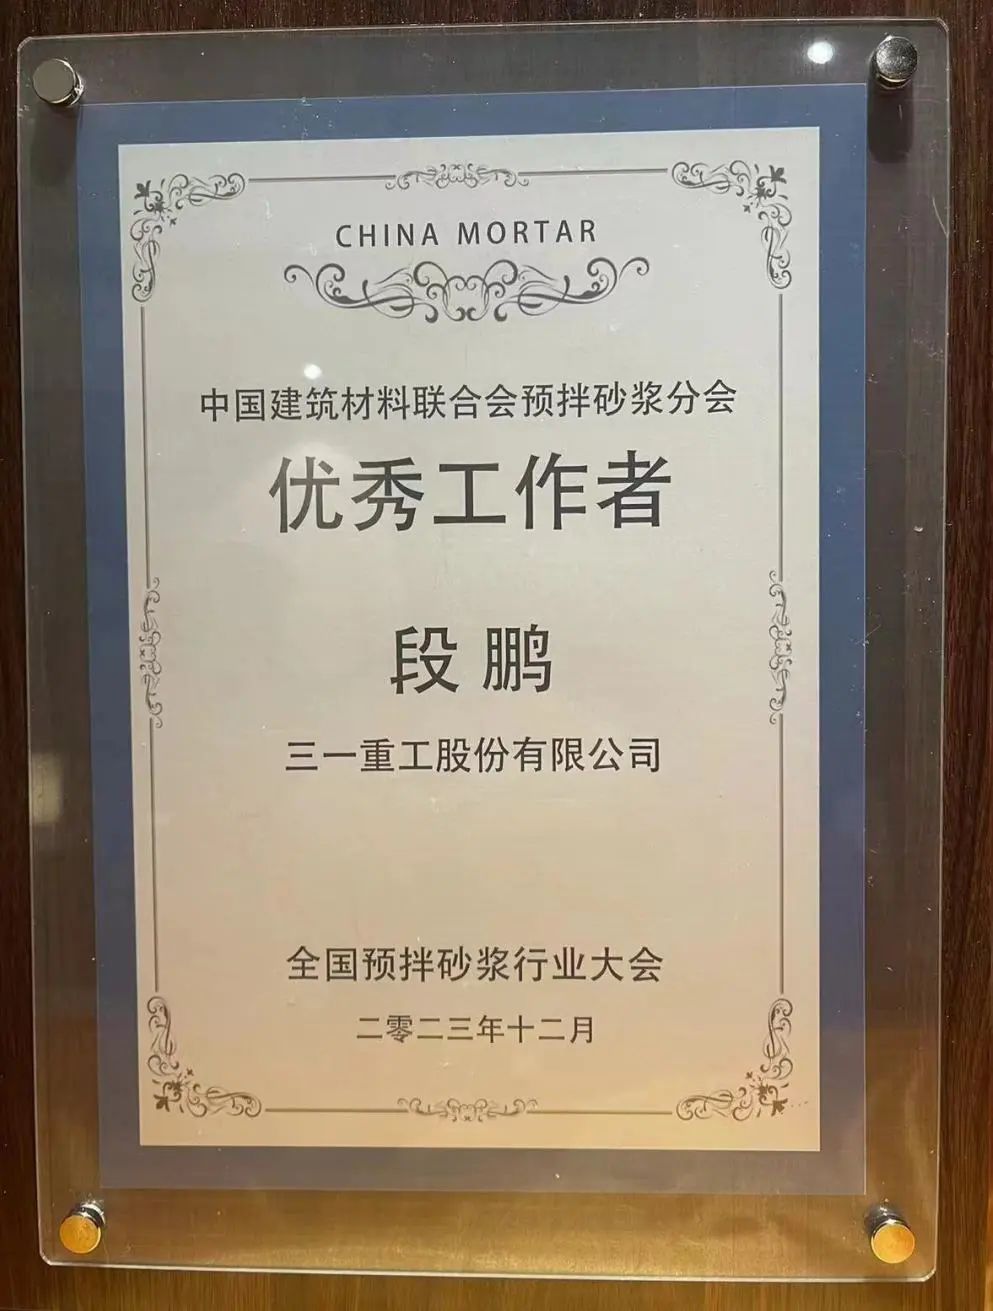 CHINA MORTAR
中国建筑材料联合会预拌砂浆分会
优秀工作者
段 鹏
三一重工股份有限公司
全国预拌砂浆行业大会
二零二三年十二月